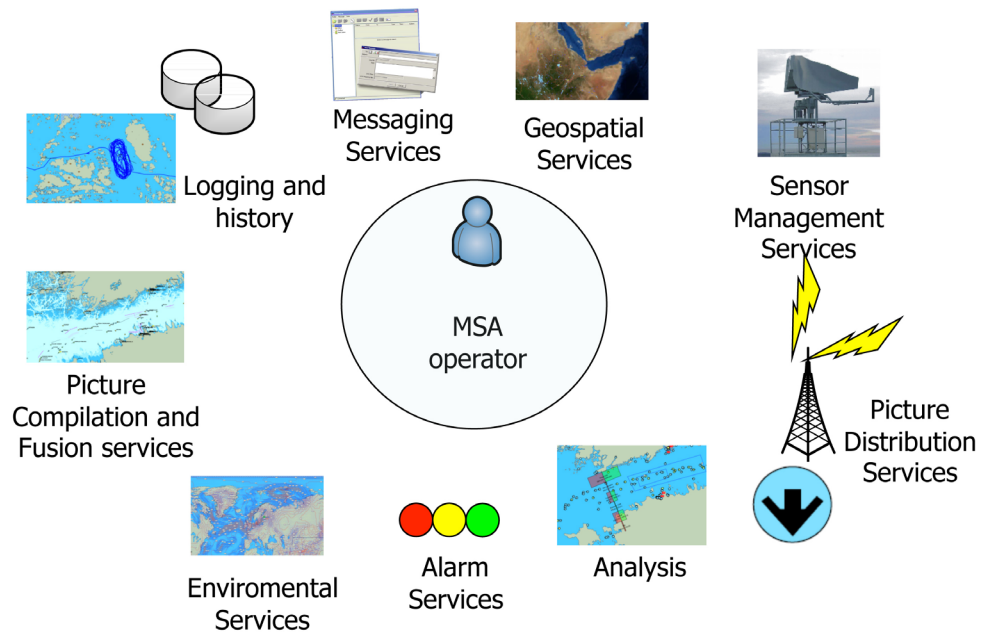 Messaging
Services
Geospatial
Services
Sensor
Management
Services
Logging and
history
MSA
operator
Picture
Compilation and
Fusion services
Picture
Distribution
Services
Enviromental
Services
Alarm
Services
Analysis